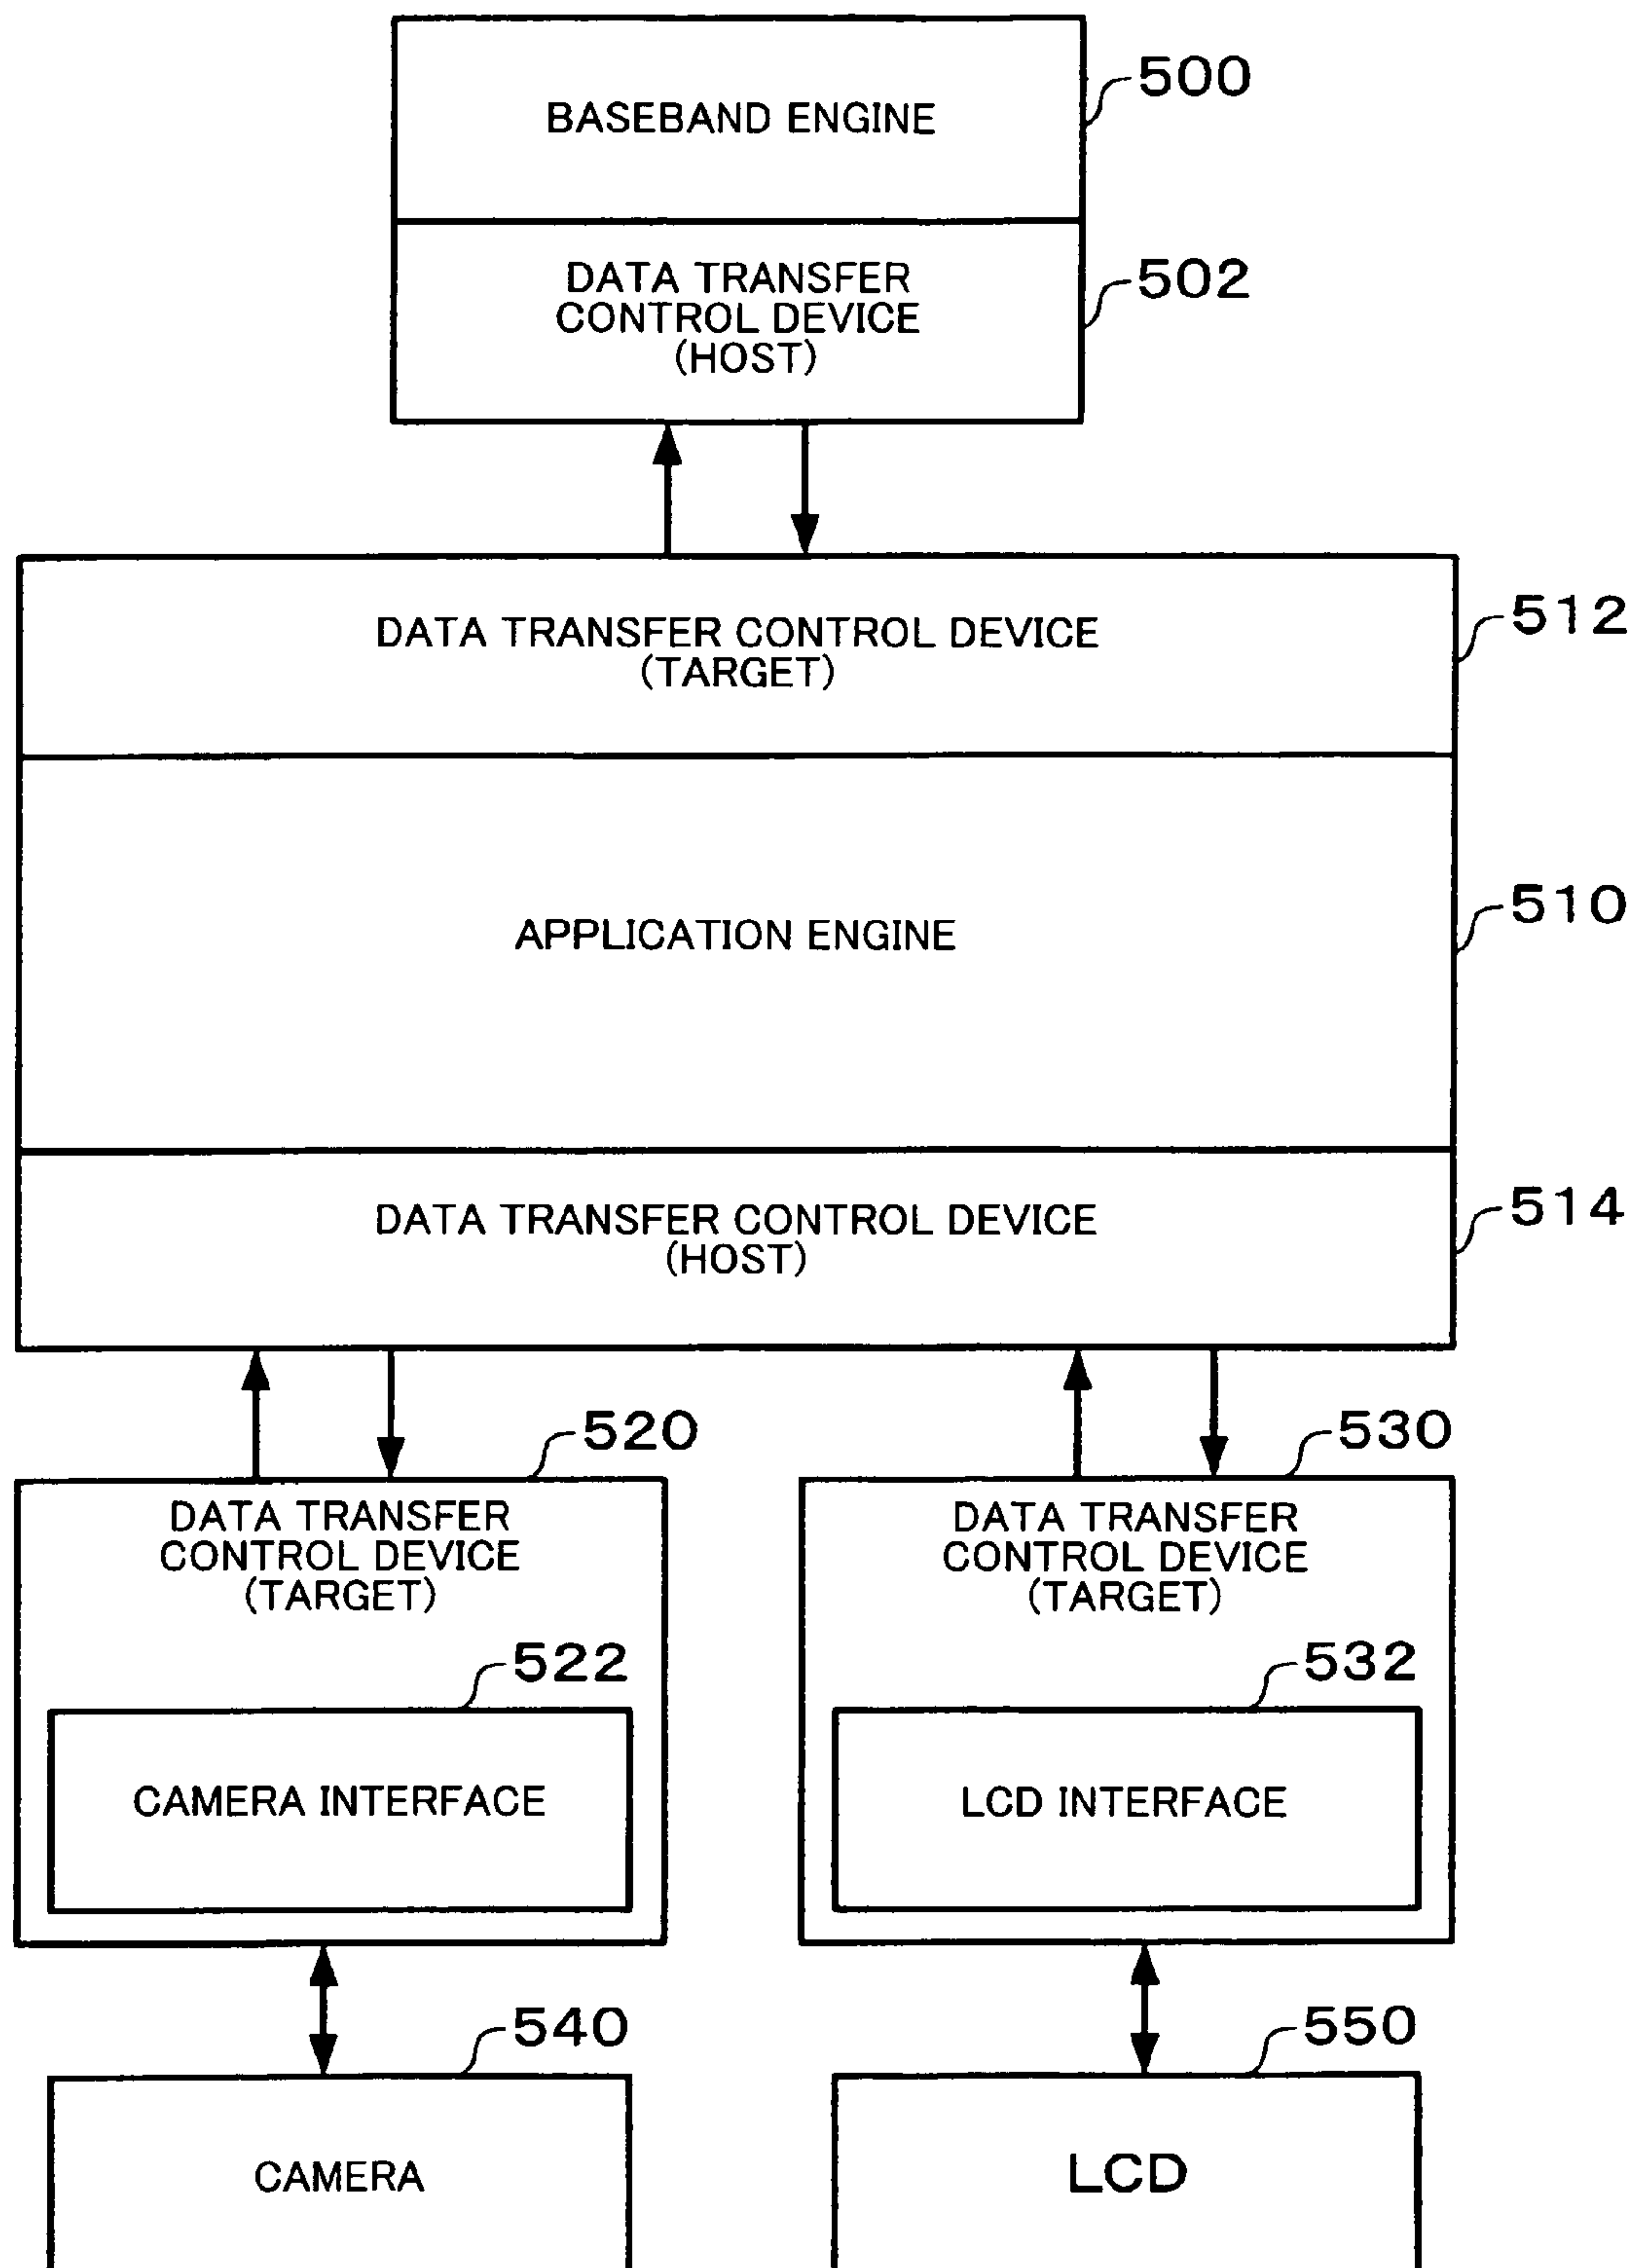 BASEBAND ENGINE
500
DATA TRANSFER
CONTROL DEVICE
(HOST)
502
DATA TRANSFER CONTROL DEVICE
(TARGET)
512
APPLICATION ENGINE
510
DATA TRANSFER CONTROL DEVICE
(HOST)
514
520
DATA TRANSFER
CONTROL DEVICE
(TARGET)
522
CAMERA INTERFACE
530
DATA TRANSFER
CONTROL DEVICE
(TARGET)
532
LCD INTERFACE
540
CAMERA
550
LCD